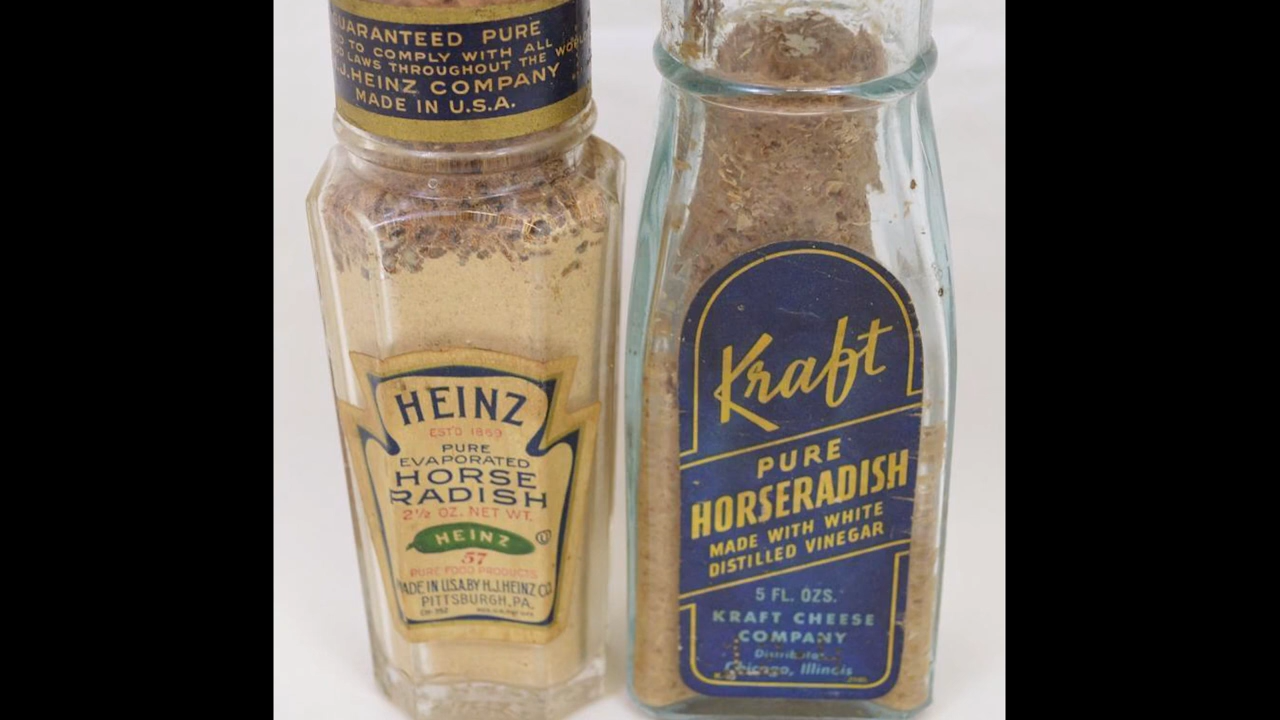 GUARANTEED PURE
TO COMPLY WITH ALL
LAWS THROUGHOUT THE
H.J.HEINZ COMPANY
MADE IN U.S.A.
HEINZ
ESTD 1869
PURE
EVAPORATED
HORSE
RADISH
2½ OZ. NET WT.
HEINZ
57
PURE FOOD PRODUCTS
MADE IN U.S.A.BY H.J.HEINZ CO.
PITTSBURGH,PA.
Kraft
PURE
HORSERADISH
MADE WITH WHITE
DISTILLED VINEGAR
5 FL. OZS.
KRAFT CHEESE
COMPANY
Chicago, Illinois